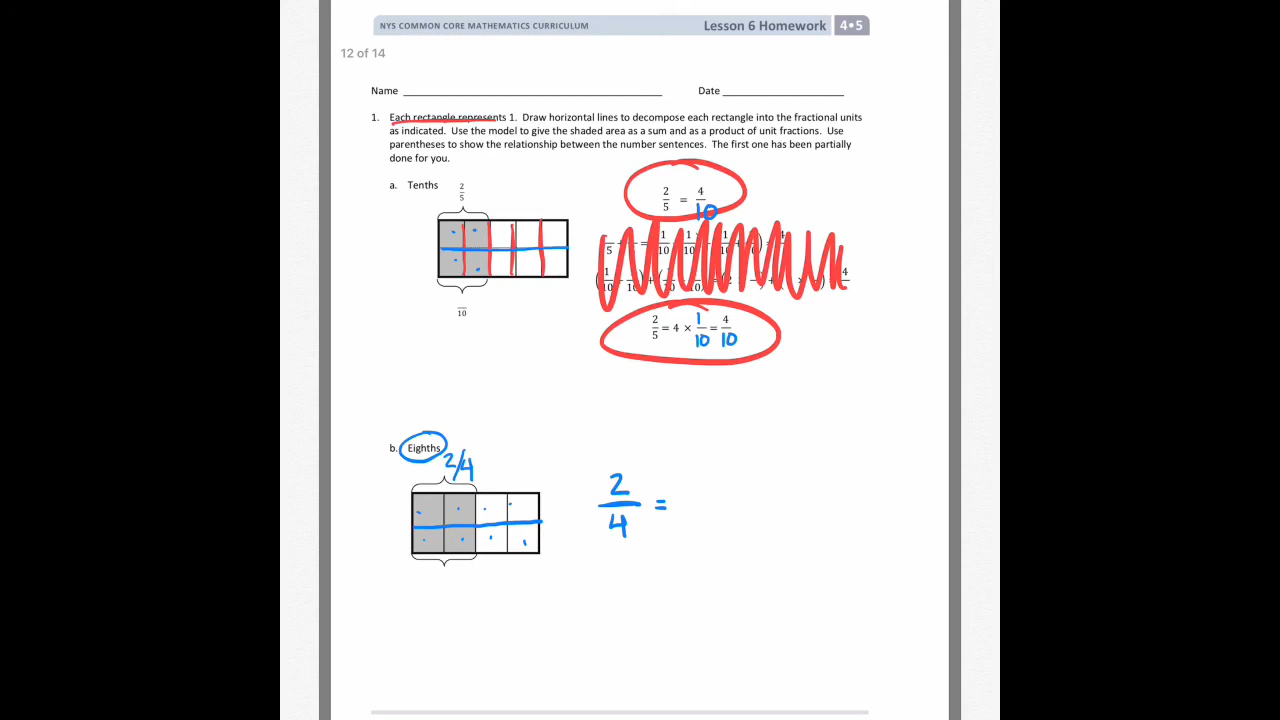 NYS COMMON CORE MATHEMATICS CURRICULUM Lesson 6 Homework 4•5
12 of 14
Name Date
1. Each rectangle represents 1. Draw horizontal lines to decompose each rectangle into the fractional units
as indicated. Use the model to give the shaded area as a sum and as a product of unit fractions. Use
parentheses to show the relationship between the number sentences. The first one has been partially
done for you.
a. Tenths
2/5
2/5 = 4/10
2/5 = 4 × 1/10 = 4/10
/10
b. Eighths
2/4
2/4 =